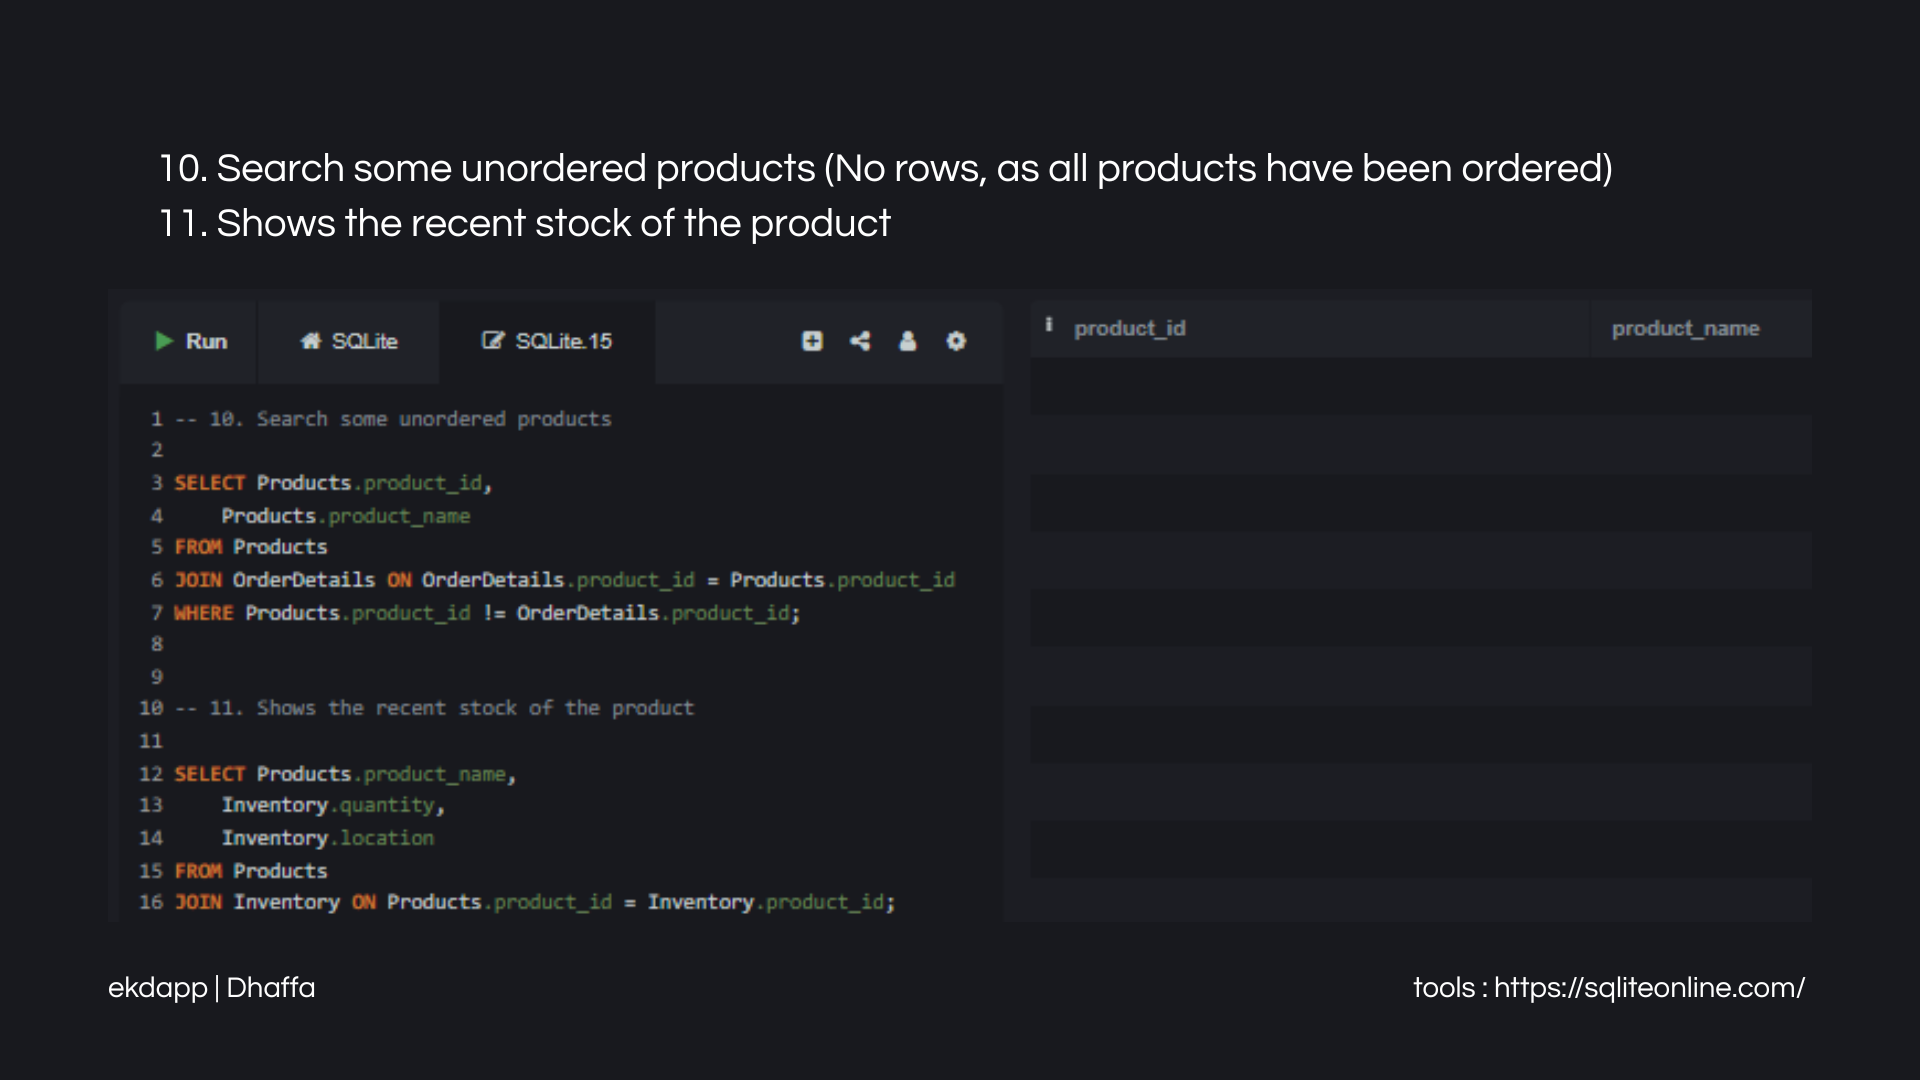 10. Search some unordered products (No rows, as all products have been ordered)
11. Shows the recent stock of the product
Run SQLite SQLite.15
1 -- 10. Search some unordered products
2
3 SELECT Products.product_id,
4 Products.product_name
5 FROM Products
6 JOIN OrderDetails ON OrderDetails.product_id = Products.product_id
7 WHERE Products.product_id != OrderDetails.product_id;
8
9
10 -- 11. Shows the recent stock of the product
11
12 SELECT Products.product_name,
13 Inventory.quantity,
14 Inventory.location
15 FROM Products
16 JOIN Inventory ON Products.product_id = Inventory.product_id;
product_id product_name
ekdapp | Dhaffa
tools : https://sqliteonline.com/